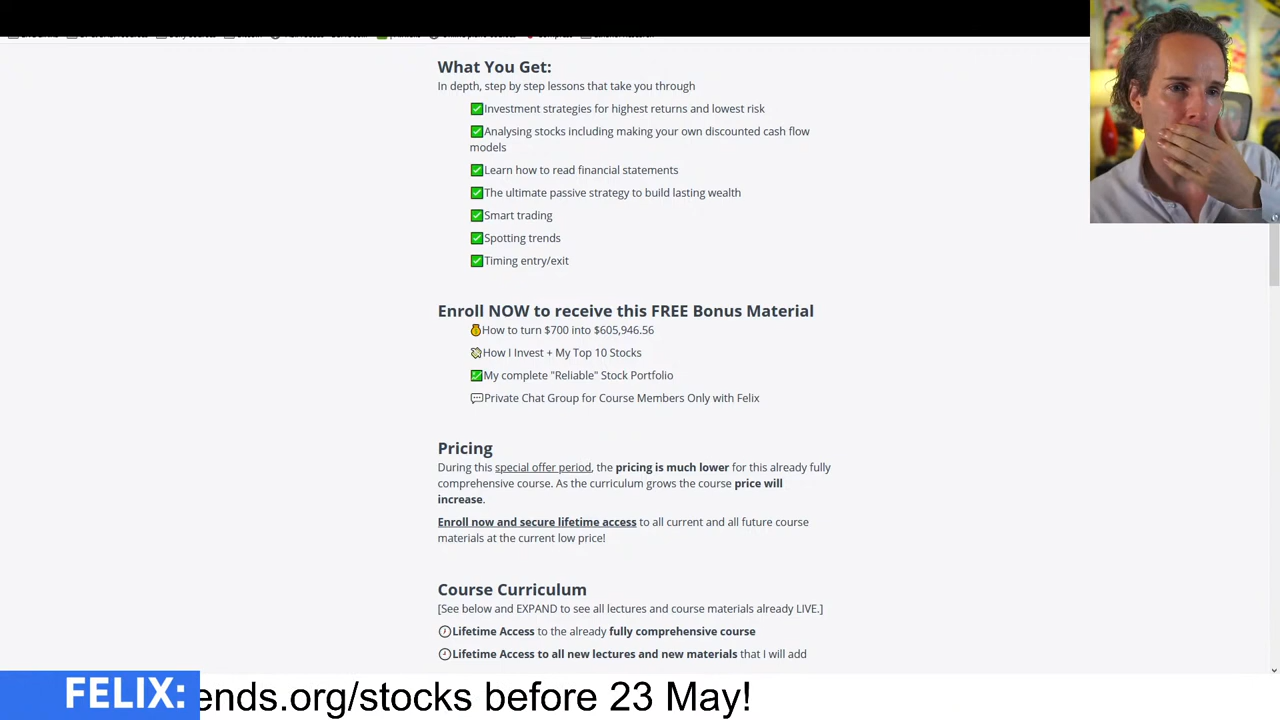 What You Get:
In depth, step by step lessons that take you through
✅Investment strategies for highest returns and lowest risk
✅Analysing stocks including making your own discounted cash flow
models
✅Learn how to read financial statements
✅The ultimate passive strategy to build lasting wealth
✅Smart trading
✅Spotting trends
✅Timing entry/exit
Enroll NOW to receive this FREE Bonus Material
How to turn $700 into $605,946.56
How I Invest + My Top 10 Stocks
My complete "Reliable" Stock Portfolio
Private Chat Group for Course Members Only with Felix
Pricing
During this special offer period, the pricing is much lower for this already fully
comprehensive course. As the curriculum grows the course price will
increase.
Enroll now and secure lifetime access to all current and all future course
materials at the current low price!
Course Curriculum
[See below and EXPAND to see all lectures and course materials already LIVE.]
Lifetime Access to the already fully comprehensive course
Lifetime Access to all new lectures and new materials that I will add
FELIX: ends.org/stocks before 23 May!